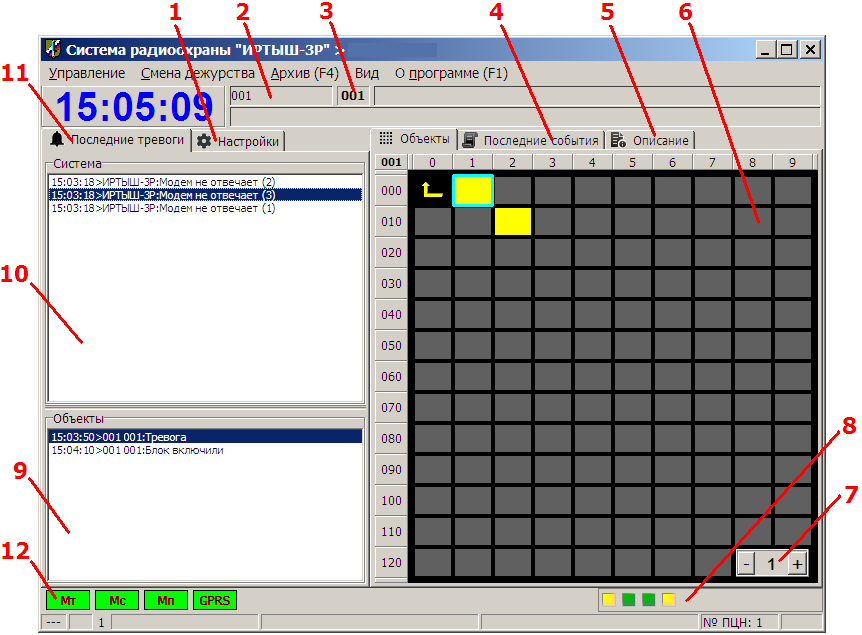 1
2
3
4
5
6
Система радиоохраны "ИРТЫШ-3Р" >
Управление Смена дежурства Архив (F4) Вид О программе (F1)
11
15:05:09
001
001
Последние тревоги Настройки
Объекты Последние события Описание
Система
15:03:18>ИРТЫШ-3Р:Модем не отвечает (2)
15:03:18>ИРТЫШ-3Р:Модем не отвечает (3)
15:03:18>ИРТЫШ-3Р:Модем не отвечает (1)
10
Объекты
15:03:50>001 001:Тревога
15:04:10>001 001:Блок включили
9
12
001 0 1 2 3 4 5 6 7 8 9
000
010
020
030
040
050
060
070
080
090
100
110
120
- 1 +
8
7
Мт Мс Мп GPRS
--- 1 № ПЦН: 1